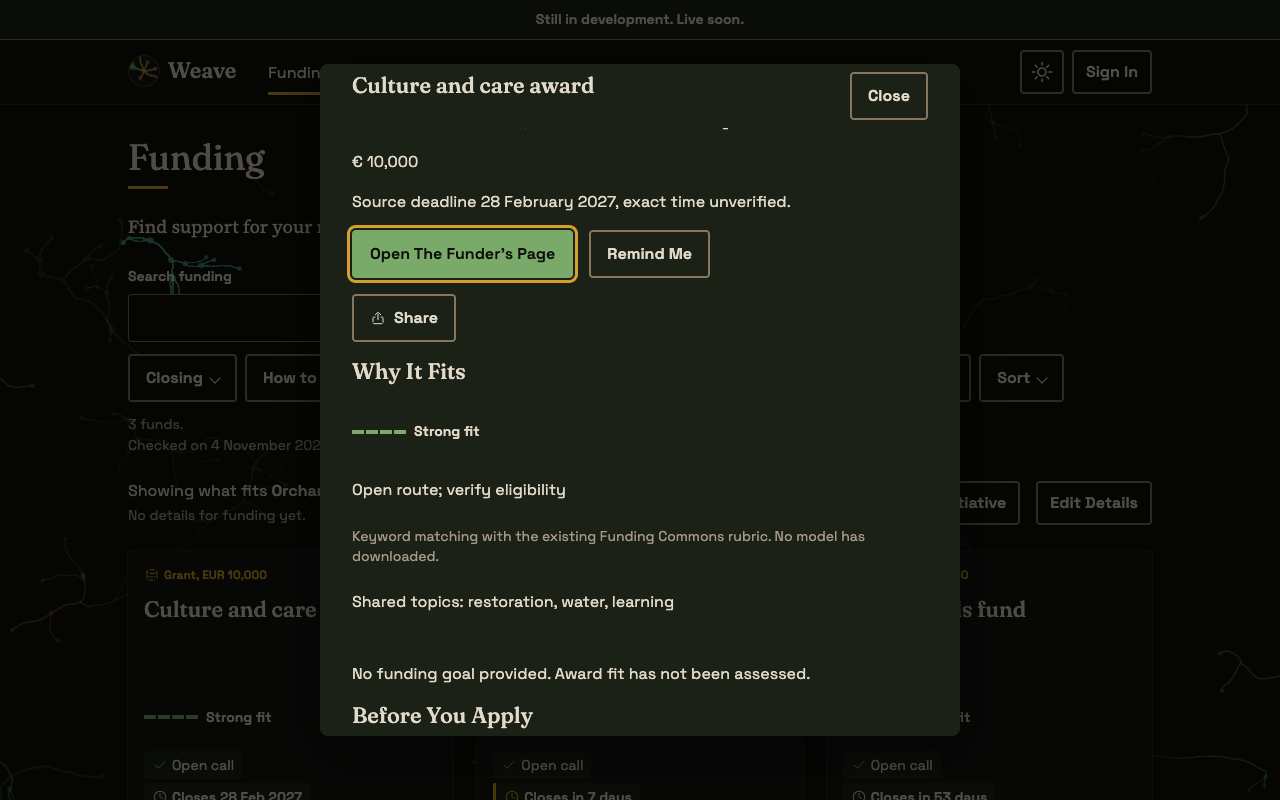 Still in development. Live soon.
Weave
Sign In
Culture and care award
Close
Funding
€ 10,000
Source deadline 28 February 2027, exact time unverified.
Find support for your
Open The Funder's Page
Remind Me
Search funding
Share
Closing
How to
Sort
Why It Fits
3 funds.
Checked on 4 November 202
Strong fit
Showing what fits Orchar
Edit Details
No details for funding yet.
Open route; verify eligibility
Keyword matching with the existing Funding Commons rubric. No model has
downloaded.
Grant, EUR 10,000
Culture and care
s fund
Shared topics: restoration, water, learning
No funding goal provided. Award fit has not been assessed.
Before You Apply
Strong fit
Open call
Open call
Open call
Closes 28 Feb 2027
Closes in 7 days
Closes in 53 days